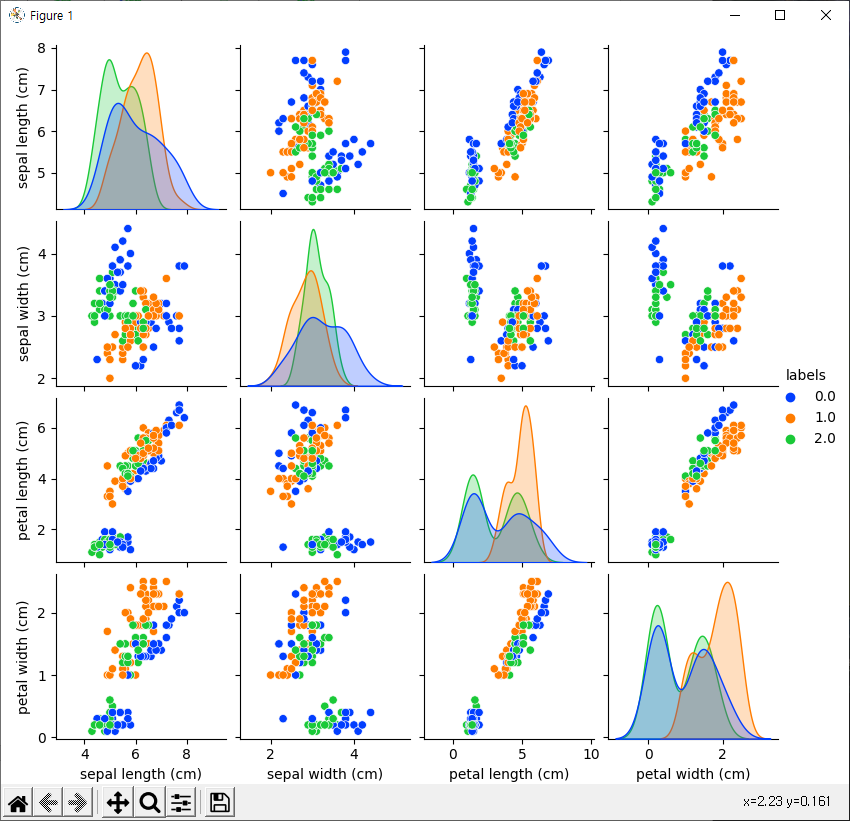 Figure 1
sepal length (cm)
8
7
6
5
sepal width (cm)
4
3
2
petal length (cm)
6
4
2
petal width (cm)
2
1
0
4 6 8
2 4
0 5 10
0 2
sepal length (cm) sepal width (cm) petal length (cm) petal width (cm)
labels
0.0
1.0
2.0
x=2.23 y=0.161